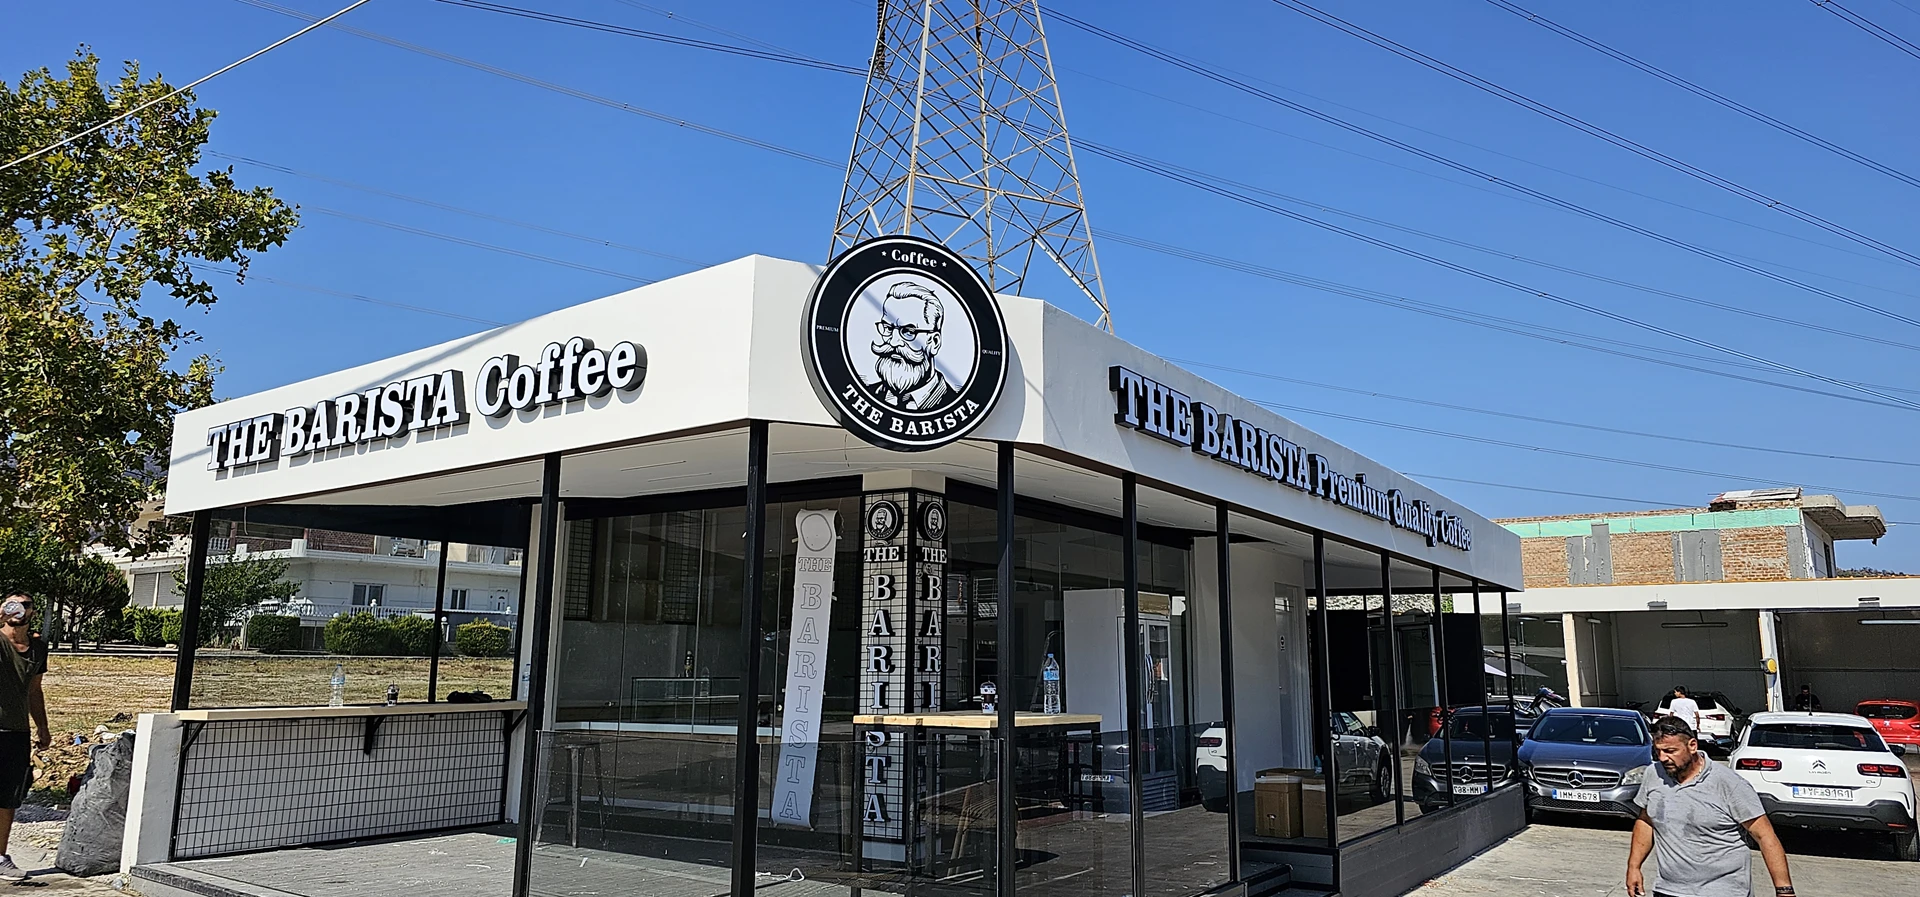 THE BARISTA Coffee
Coffee
PREMIUM
QUALITY
THE BARISTA
THE BARISTA Premium Quality Coffee
THE BARISTA
THE BARISTA
THE BARI
IMM-8678